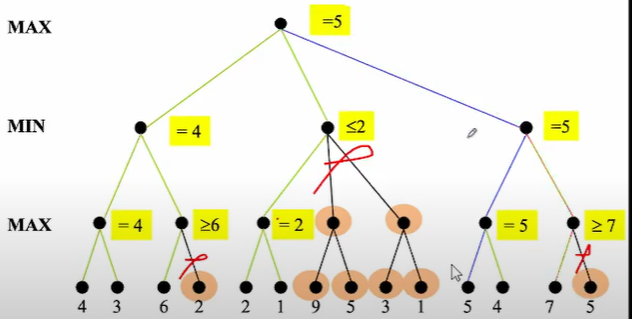 MAX =5
MIN = 4 ≤2 =5
MAX = 4 ≥6 = 2 = 5 ≥ 7
4 3 6 2 2 1 9 5 3 1 5 4 7 5